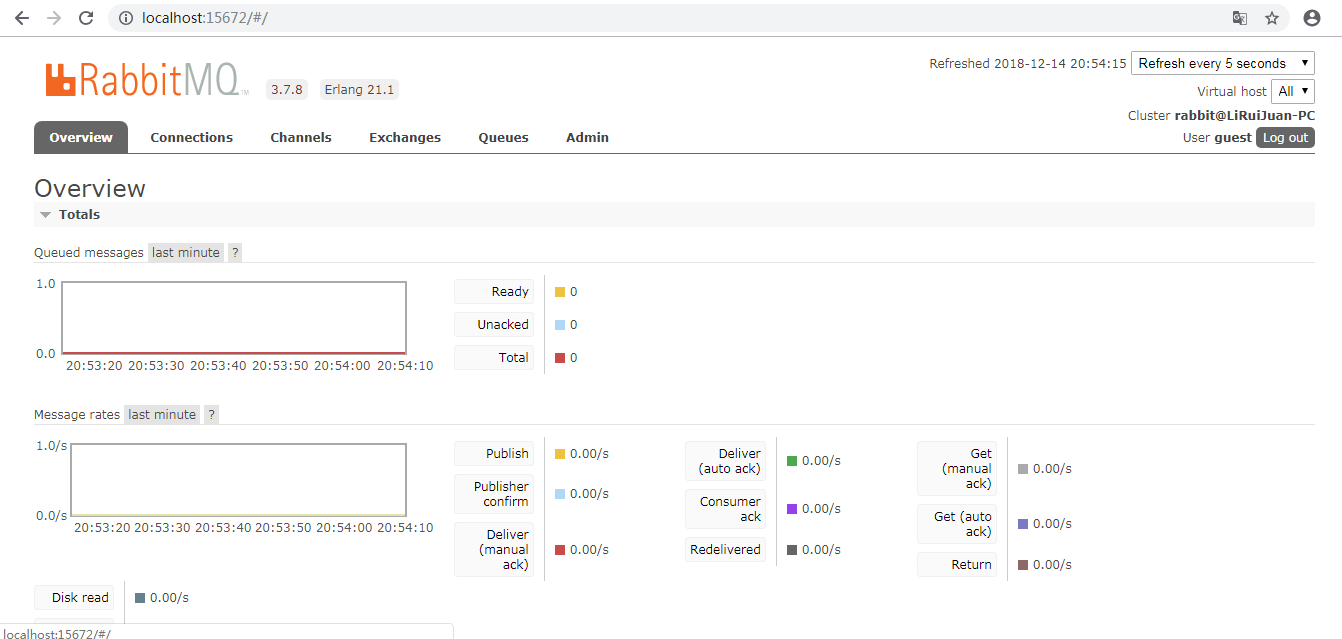 localhost:15672/#/
Refreshed 2018-12-14 20:54:15 Refresh every 5 seconds
RabbitMQ TM 3.7.8 Erlang 21.1
Virtual host All
Cluster rabbit@LiRuiJuan-PC
User guest Log out
Overview Connections Channels Exchanges Queues Admin
Overview
Totals
Queued messages last minute ?
1.0
0.0
20:53:20 20:53:30 20:53:40 20:53:50 20:54:00 20:54:10
Ready 0
Unacked 0
Total 0
Message rates last minute ?
1.0/s
0.0/s
20:53:20 20:53:30 20:53:40 20:53:50 20:54:00 20:54:10
Publish 0.00/s
Publisher
confirm 0.00/s
Deliver
(manual
ack) 0.00/s
Deliver
(auto ack) 0.00/s
Consumer
ack 0.00/s
Redelivered 0.00/s
Get
(manual
ack) 0.00/s
Get (auto
ack) 0.00/s
Return 0.00/s
Disk read 0.00/s
localhost:15672/#/